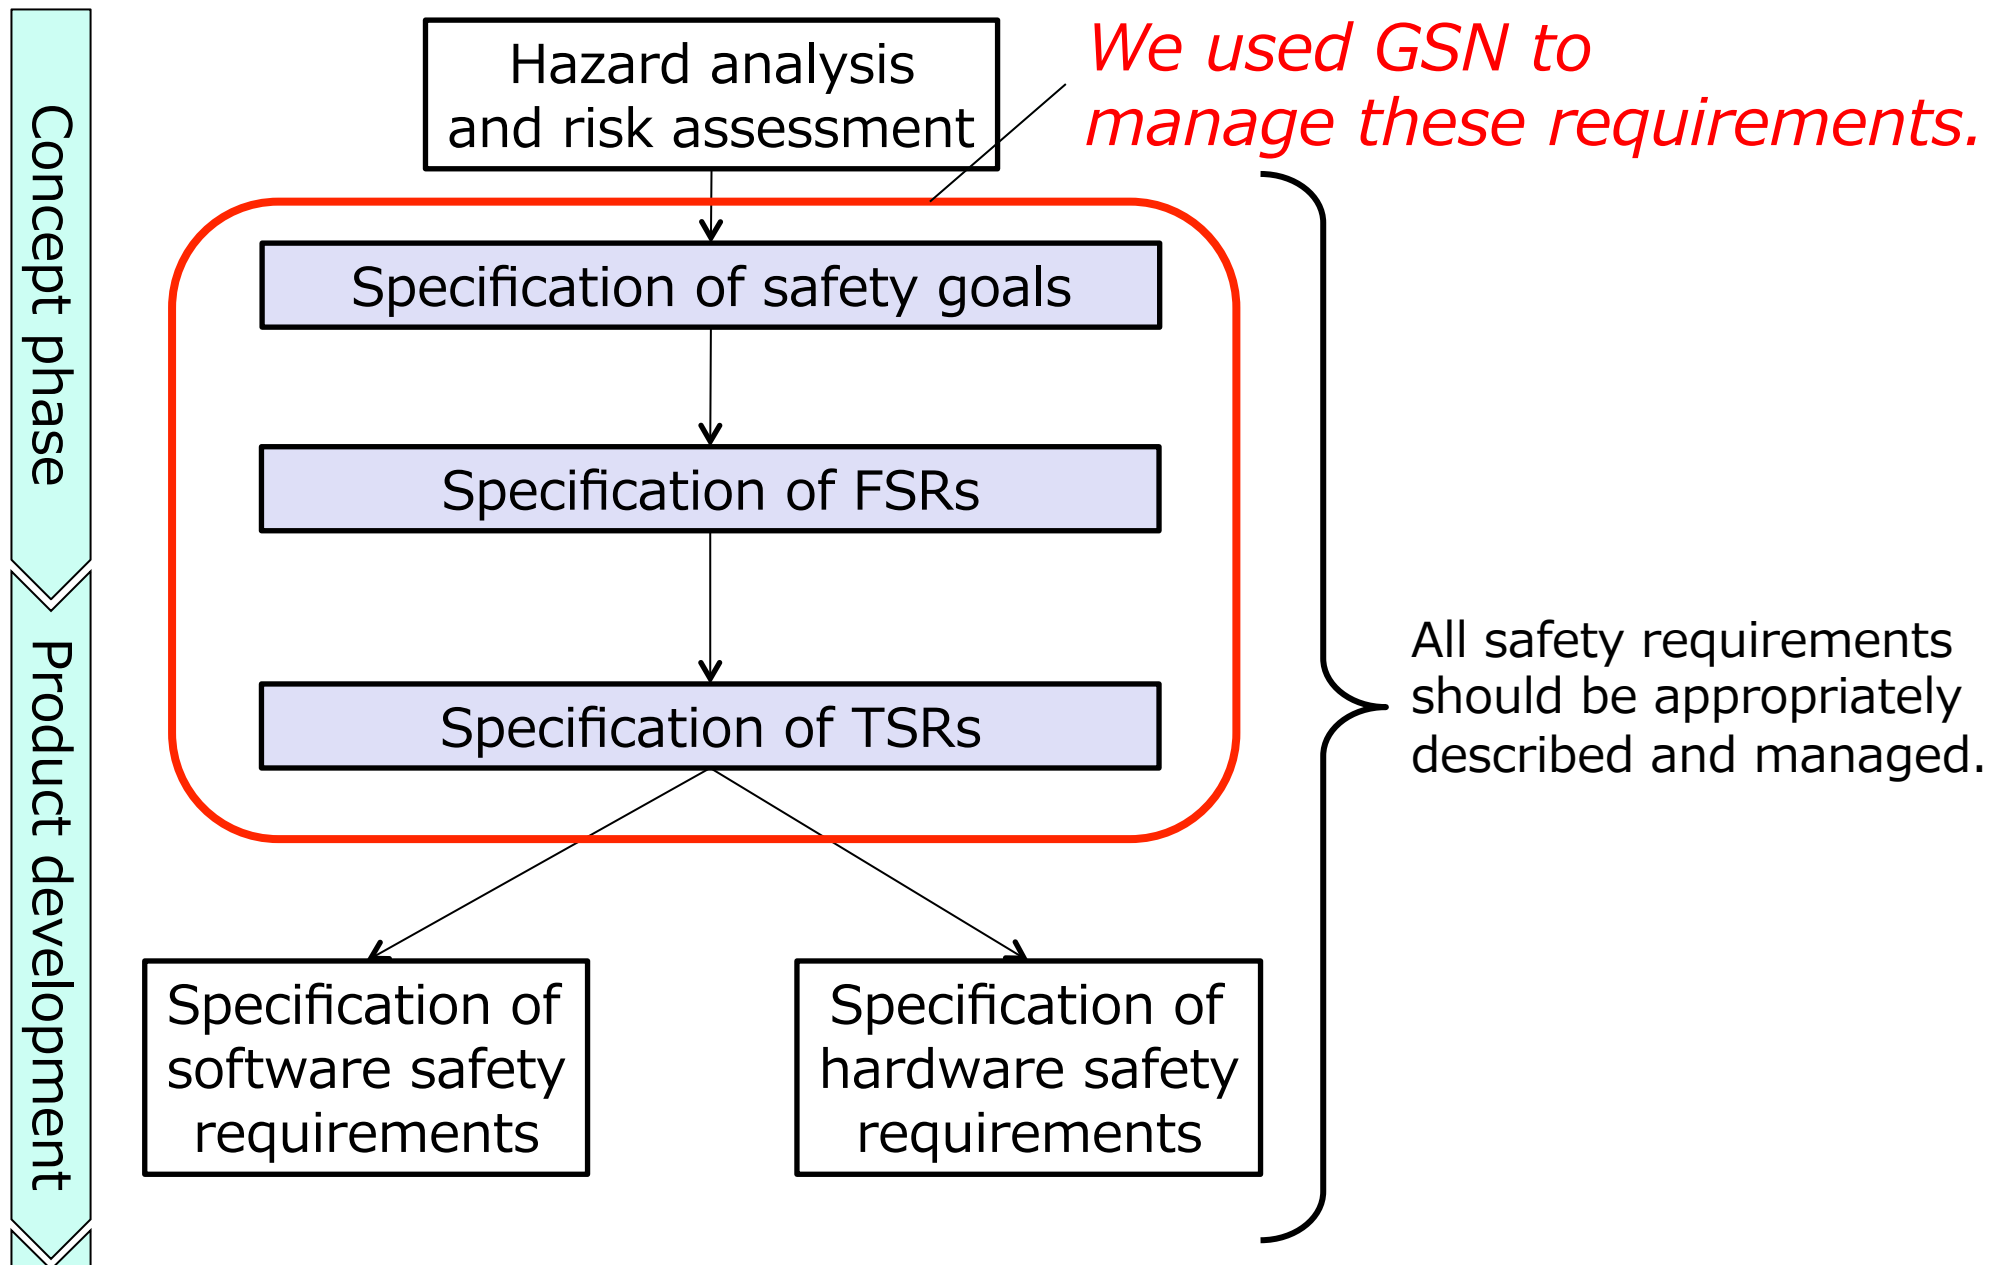 Concept phase
Product development
Hazard analysis
and risk assessment
We used GSN to
manage these requirements.
Specification of safety goals
Specification of FSRs
Specification of TSRs
Specification of
software safety
requirements
Specification of
hardware safety
requirements
All safety requirements
should be appropriately
described and managed.